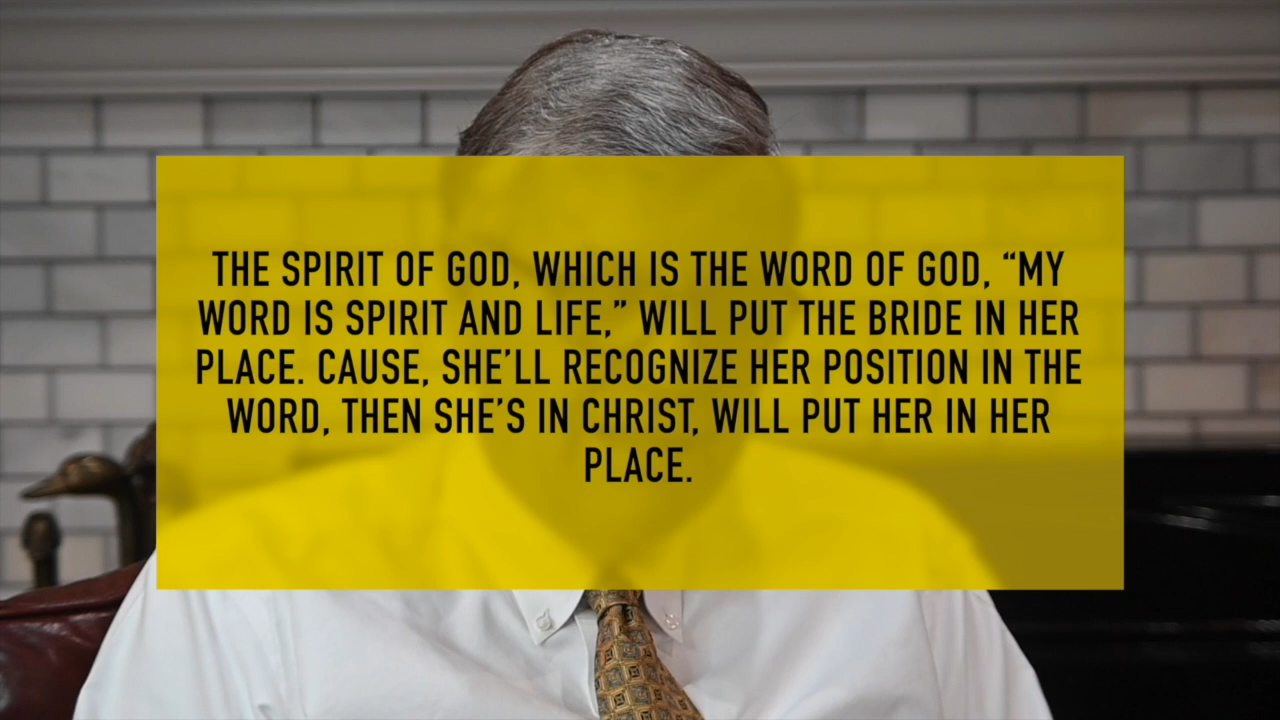 THE SPIRIT OF GOD, WHICH IS THE WORD OF GOD, “MY
WORD IS SPIRIT AND LIFE,” WILL PUT THE BRIDE IN HER
PLACE. CAUSE, SHE’LL RECOGNIZE HER POSITION IN THE
WORD, THEN SHE’S IN CHRIST, WILL PUT HER IN HER
PLACE.